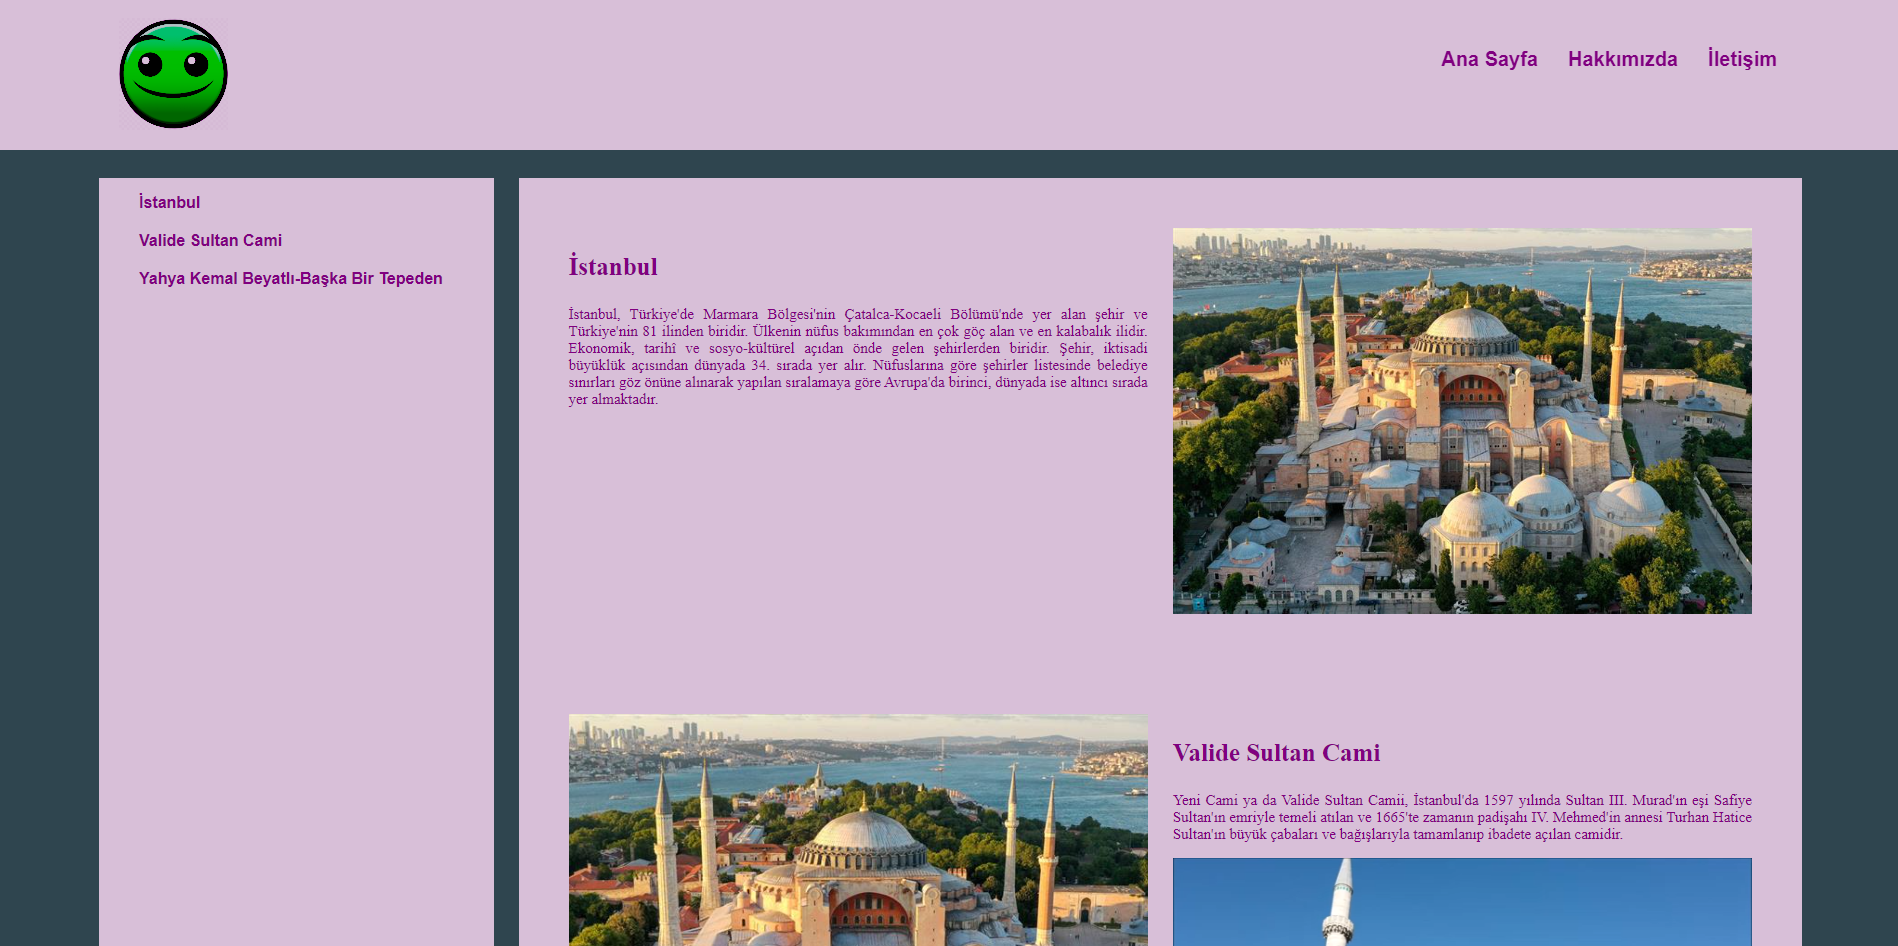 Ana Sayfa Hakkımızda İletişim
İstanbul
Valide Sultan Cami
Yahya Kemal Beyatlı-Başka Bir Tepeden
İstanbul
İstanbul, Türkiye'de Marmara Bölgesi'nin Çatalca-Kocaeli Bölümü'nde yer alan şehir ve
Türkiye'nin 81 ilinden biridir. Ülkenin nüfus bakımından en çok göç alan ve en kalabalık ilidir.
Ekonomik, tarihî ve sosyo-kültürel açıdan önde gelen şehirlerden biridir. Şehir, iktisadi
büyüklük açısından dünyada 34. sırada yer alır. Nüfuslarına göre şehirler listesinde belediye
sınırları göz önüne alınarak yapılan sıralamaya göre Avrupa'da birinci, dünyada ise altıncı sırada
yer almaktadır.
Valide Sultan Cami
Yeni Cami ya da Valide Sultan Camii, İstanbul'da 1597 yılında Sultan III. Murad'ın eşi Safiye
Sultan'ın emriyle temeli atılan ve 1665'te zamanın padişahı IV. Mehmed'in annesi Turhan Hatice
Sultan'ın büyük çabaları ve bağışlarıyla tamamlanıp ibadete açılan camidir.